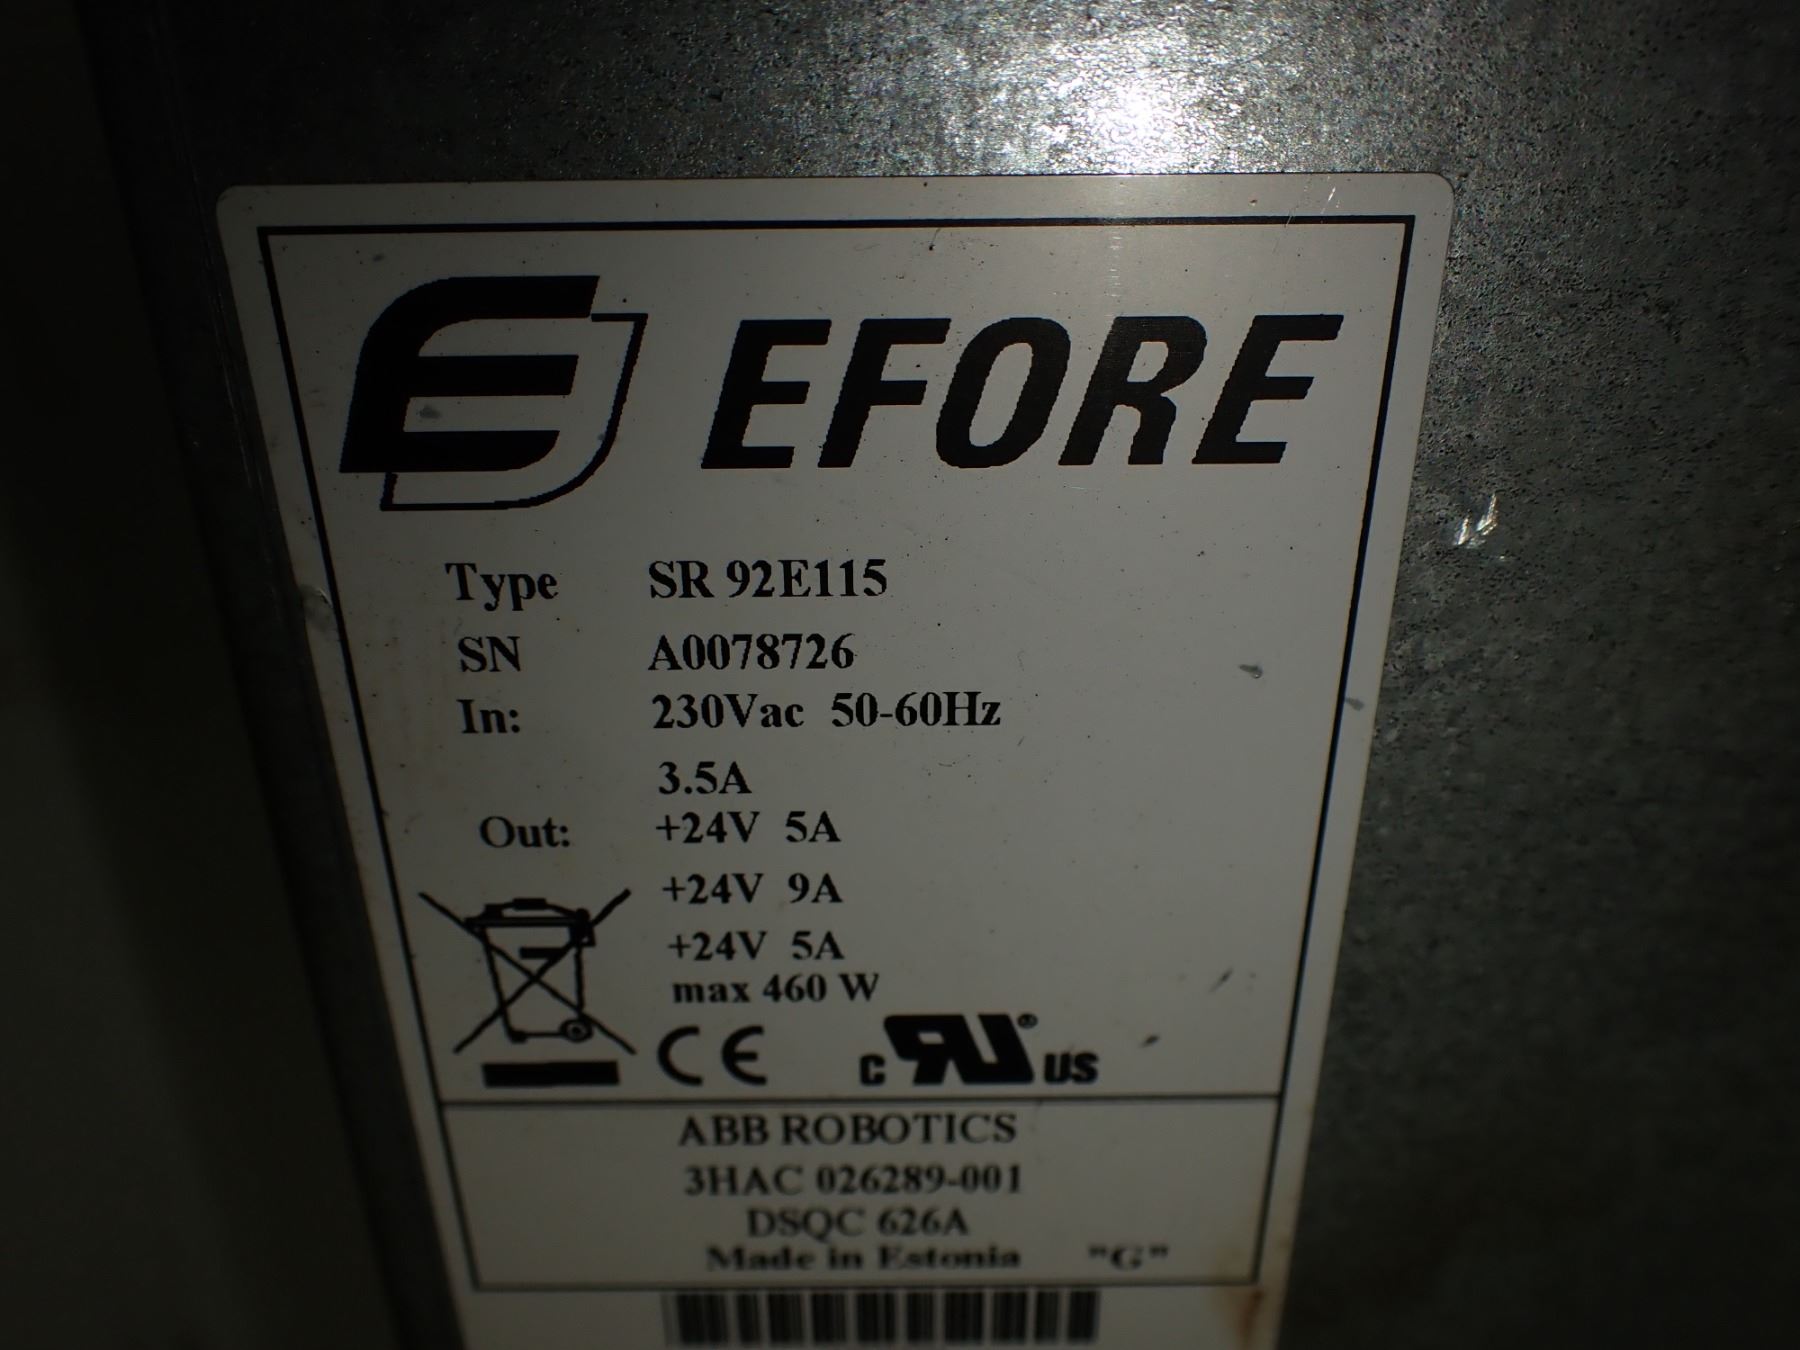 EFORE
Type SR 92E115
SN A0078726
In: 230Vac 50-60Hz
3.5A
Out: +24V 5A
+24V 9A
+24V 5A
max 460 W
CE c RU® US
ABB ROBOTICS
3HAC 026289-001
DSQC 626A
Made in Estonia "G"